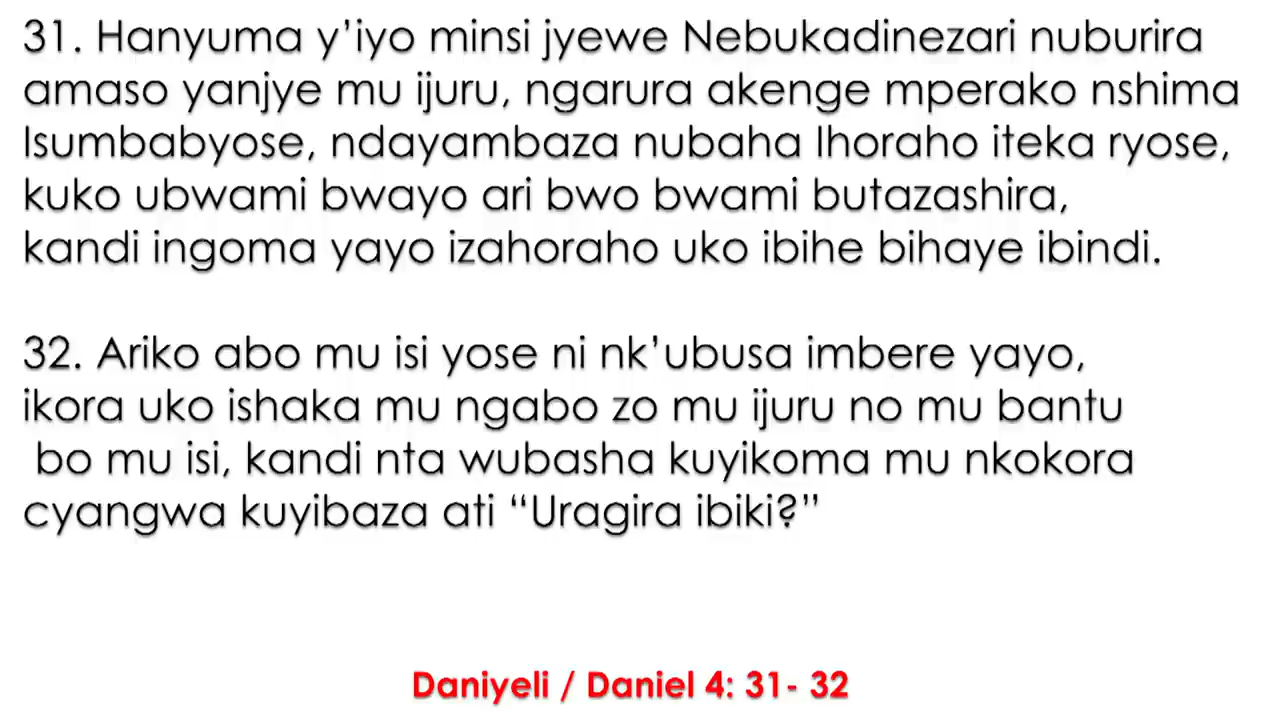 31. Hanyuma y’iyo minsi jyewe Nebukadinezari nuburira
amaso yanjye mu ijuru, ngarura akenge mperako nshima
Isumbabyose, ndayambaza nubaha Ihoraho iteka ryose,
kuko ubwami bwayo ari bwo bwami butazashira,
kandi ingoma yayo izahoraho uko ibihe bihaye ibindi.
32. Ariko abo mu isi yose ni nk’ubusa imbere yayo,
ikora uko ishaka mu ngabo zo mu ijuru no mu bantu
bo mu isi, kandi nta wubasha kuyikoma mu nkokora
cyangwa kuyibaza ati “Uragira ibiki?”
Daniyeli / Daniel 4: 31- 32